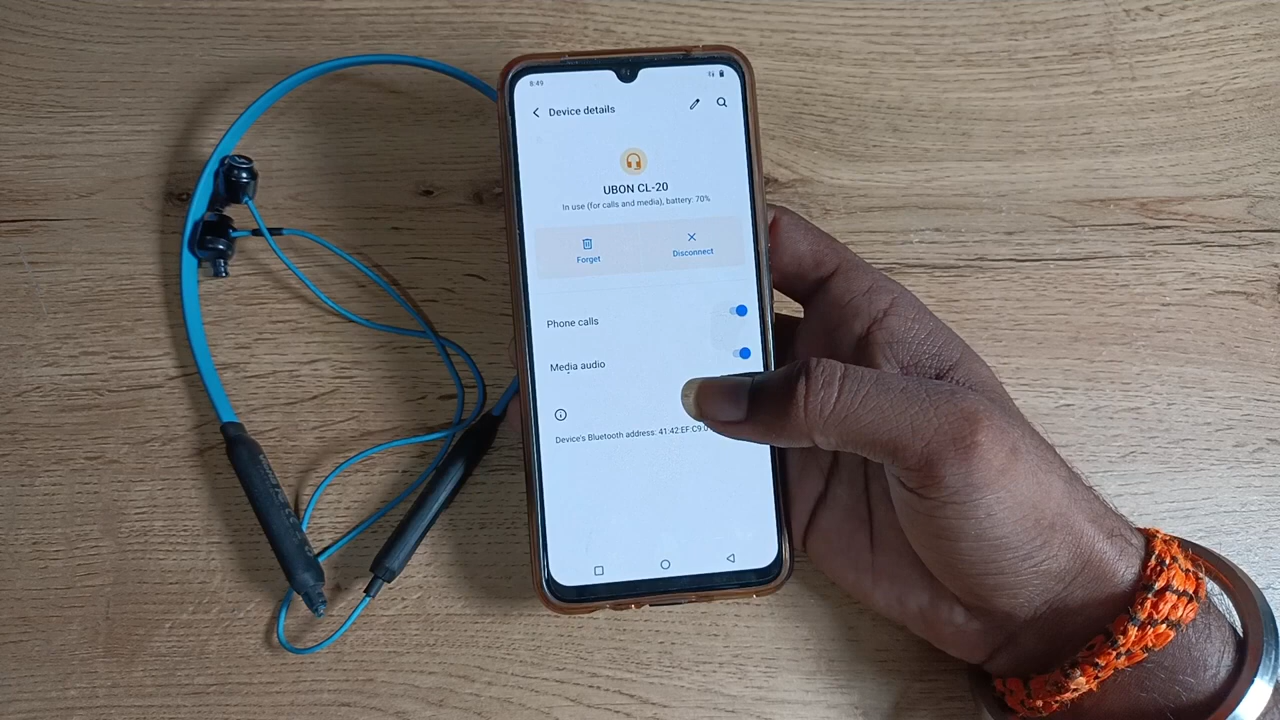 8:49
Device details
UBON CL-20
In use (for calls and media), battery: 70%
Forget
Disconnect
Phone calls
Media audio
Device's Bluetooth address: 41:42:EF:C9:0